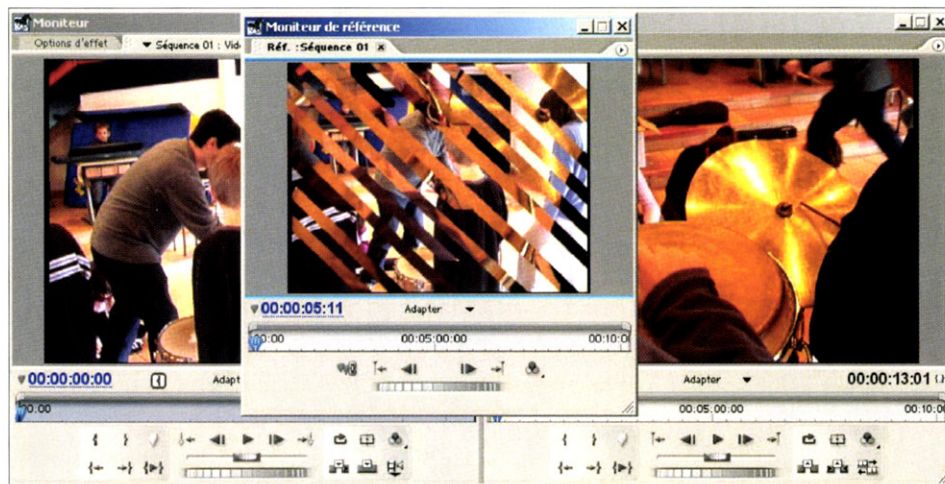 Moniteur
Options d'effet
Séquence 01 : Vid
Moniteur de référence
Réf. :Séquence 01
00:00:05:11
Adapter
00:00
00:05:00:00
00:10:0
00:00:00:00
Adapt
00:00
Adapter
00:00:13:01
00:05:00:00
00:10:0